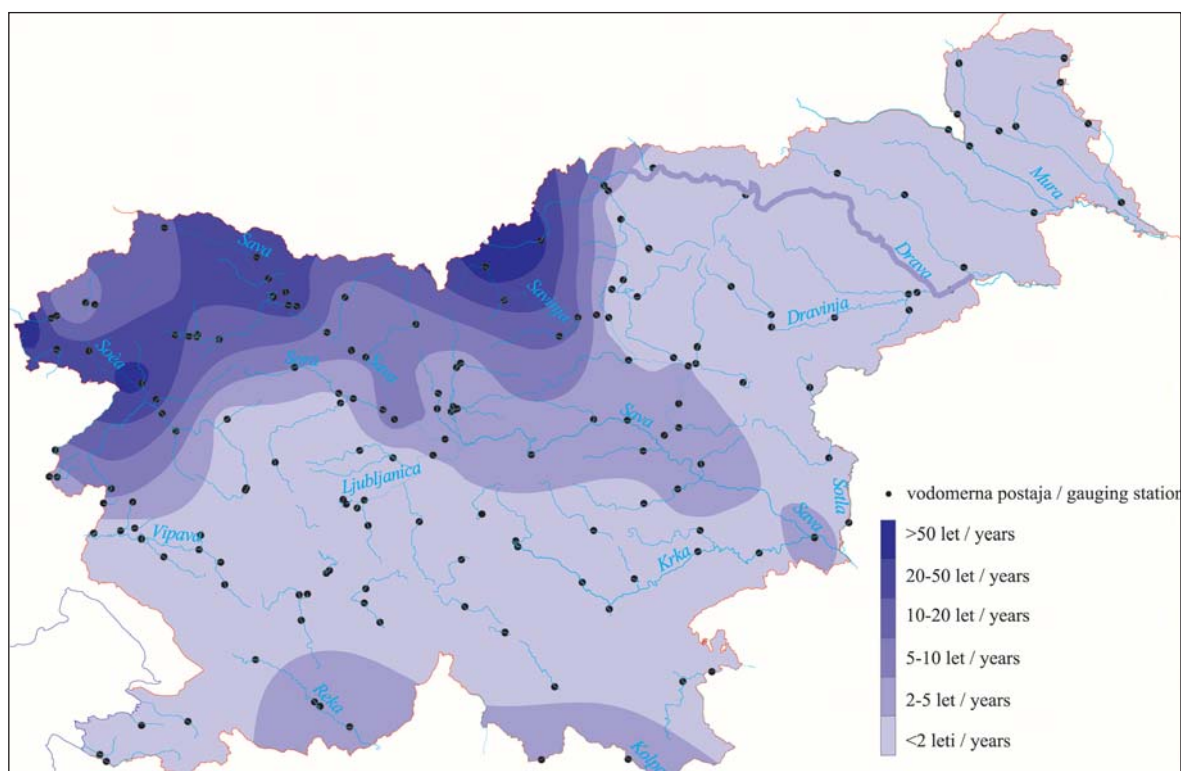 Mura
Sava
Drava
Savinja
Dravinja
Soča
Sora
Sava
Sava
Ljubljanica
Sotla
vodomerna postaja / gauging station
Sava
Vipava
>50 let / years
Krka
20-50 let / years
10-20 let / years
5-10 let / years
Reka
2-5 let / years
<2 leti / years
Kolpa